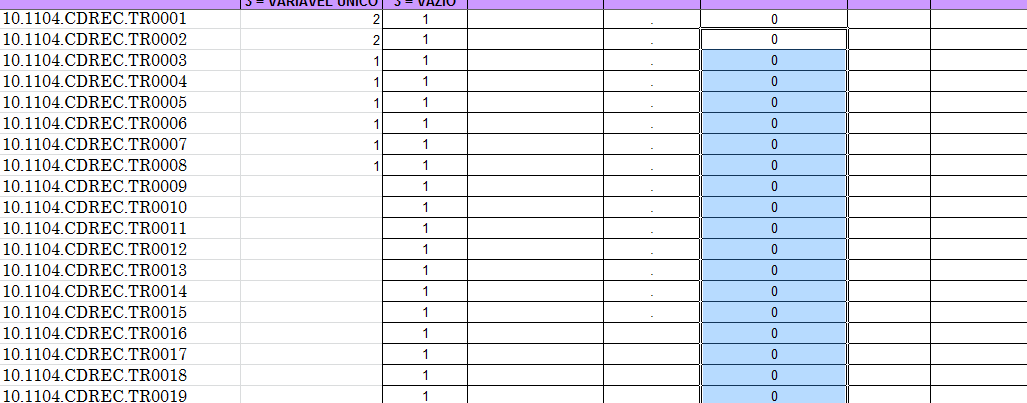 3 = VARIAVEL UNICO 3 = VAZIO
10.1104.CDREC.TR0001 2 1 . 0
10.1104.CDREC.TR0002 2 1 . 0
10.1104.CDREC.TR0003 1 1 . 0
10.1104.CDREC.TR0004 1 1 . 0
10.1104.CDREC.TR0005 1 1 . 0
10.1104.CDREC.TR0006 1 1 . 0
10.1104.CDREC.TR0007 1 1 . 0
10.1104.CDREC.TR0008 1 1 . 0
10.1104.CDREC.TR0009 1 . 0
10.1104.CDREC.TR0010 1 . 0
10.1104.CDREC.TR0011 1 . 0
10.1104.CDREC.TR0012 1 . 0
10.1104.CDREC.TR0013 1 . 0
10.1104.CDREC.TR0014 1 . 0
10.1104.CDREC.TR0015 1 . 0
10.1104.CDREC.TR0016 1 0
10.1104.CDREC.TR0017 1 0
10.1104.CDREC.TR0018 1 0
10.1104.CDREC.TR0019 1 0